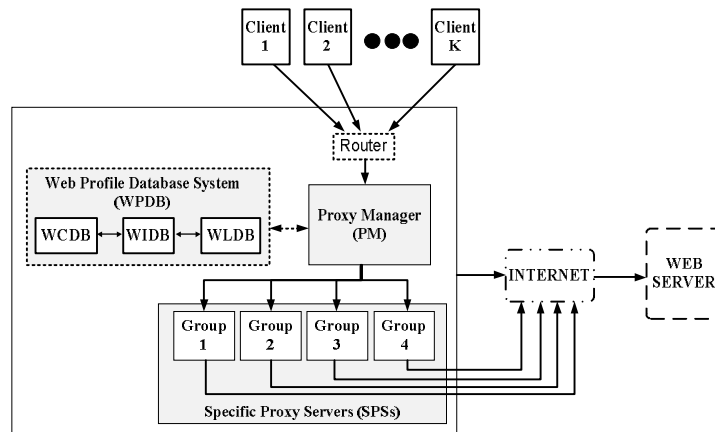 Client
1
Client
2
Client
K
Router
Web Profile Database System
(WPDB)
WCDB
WIDB
WLDB
Proxy Manager
(PM)
INTERNET
WEB
SERVER
Group
1
Group
2
Group
3
Group
4
Specific Proxy Servers (SPSs)